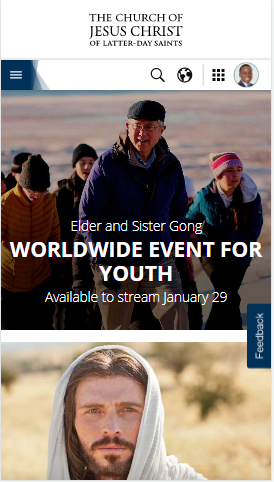 THE CHURCH OF
JESUS CHRIST
OF LATTER-DAY SAINTS
Elder and Sister Gong
WORLDWIDE EVENT FOR
YOUTH
Available to stream January 29
Feedback